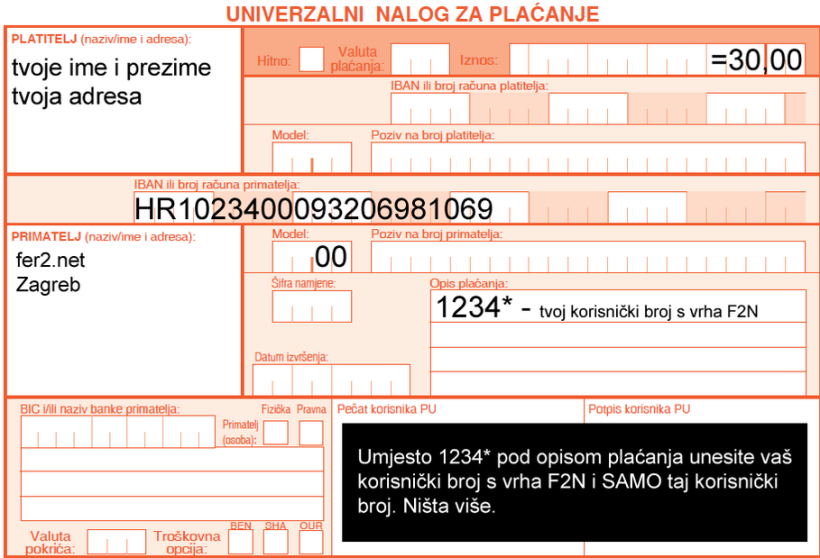 UNIVERZALNI NALOG ZA PLAĆANJE
PLATITELJ (naziv/ime i adresa):
tvoje ime i prezime
tvoja adresa
Hitno:
Valuta plaćanja:
Iznos:
=30,00
IBAN ili broj računa platitelja:
Model:
Poziv na broj platitelja:
IBAN ili broj računa primatelja:
HR1023400093206981069
PRIMATELJ (naziv/ime i adresa):
fer2.net
Zagreb
Model:
00
Poziv na broj primatelja:
Šifra namjene:
Opis plaćanja:
1234* - tvoj korisnički broj s vrha F2N
Datum izvršenja:
BIC i/ili naziv banke primatelja:
Primatelj
(osoba):
Fizička Pravna
Valuta
pokrića:
Troškovna
opcija:
BEN SHA OUR
Pečat korisnika PU
Potpis korisnika PU
Umjesto 1234* pod opisom plaćanja unesite vaš
korisnički broj s vrha F2N i SAMO taj korisnički
broj. Ništa više.